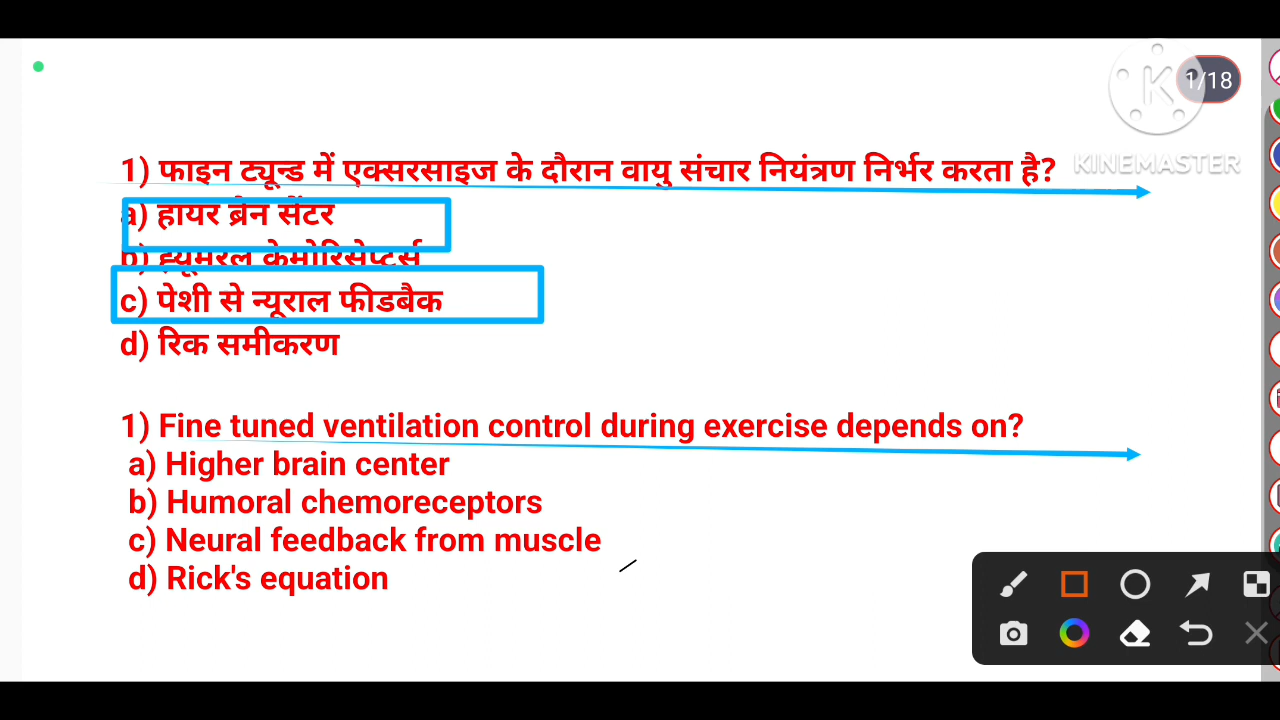 1/18
KINEMASTER
1) फाइन ट्यून्ड में एक्सरसाइज के दौरान वायु संचार नियंत्रण निर्भर करता है?
a) हायर ब्रेन सेंटर
b) ह्यूमरल केमोरिसेप्टर्स
c) पेशी से न्यूराल फीडबैक
d) रिक समीकरण
1) Fine tuned ventilation control during exercise depends on?
a) Higher brain center
b) Humoral chemoreceptors
c) Neural feedback from muscle
d) Rick's equation